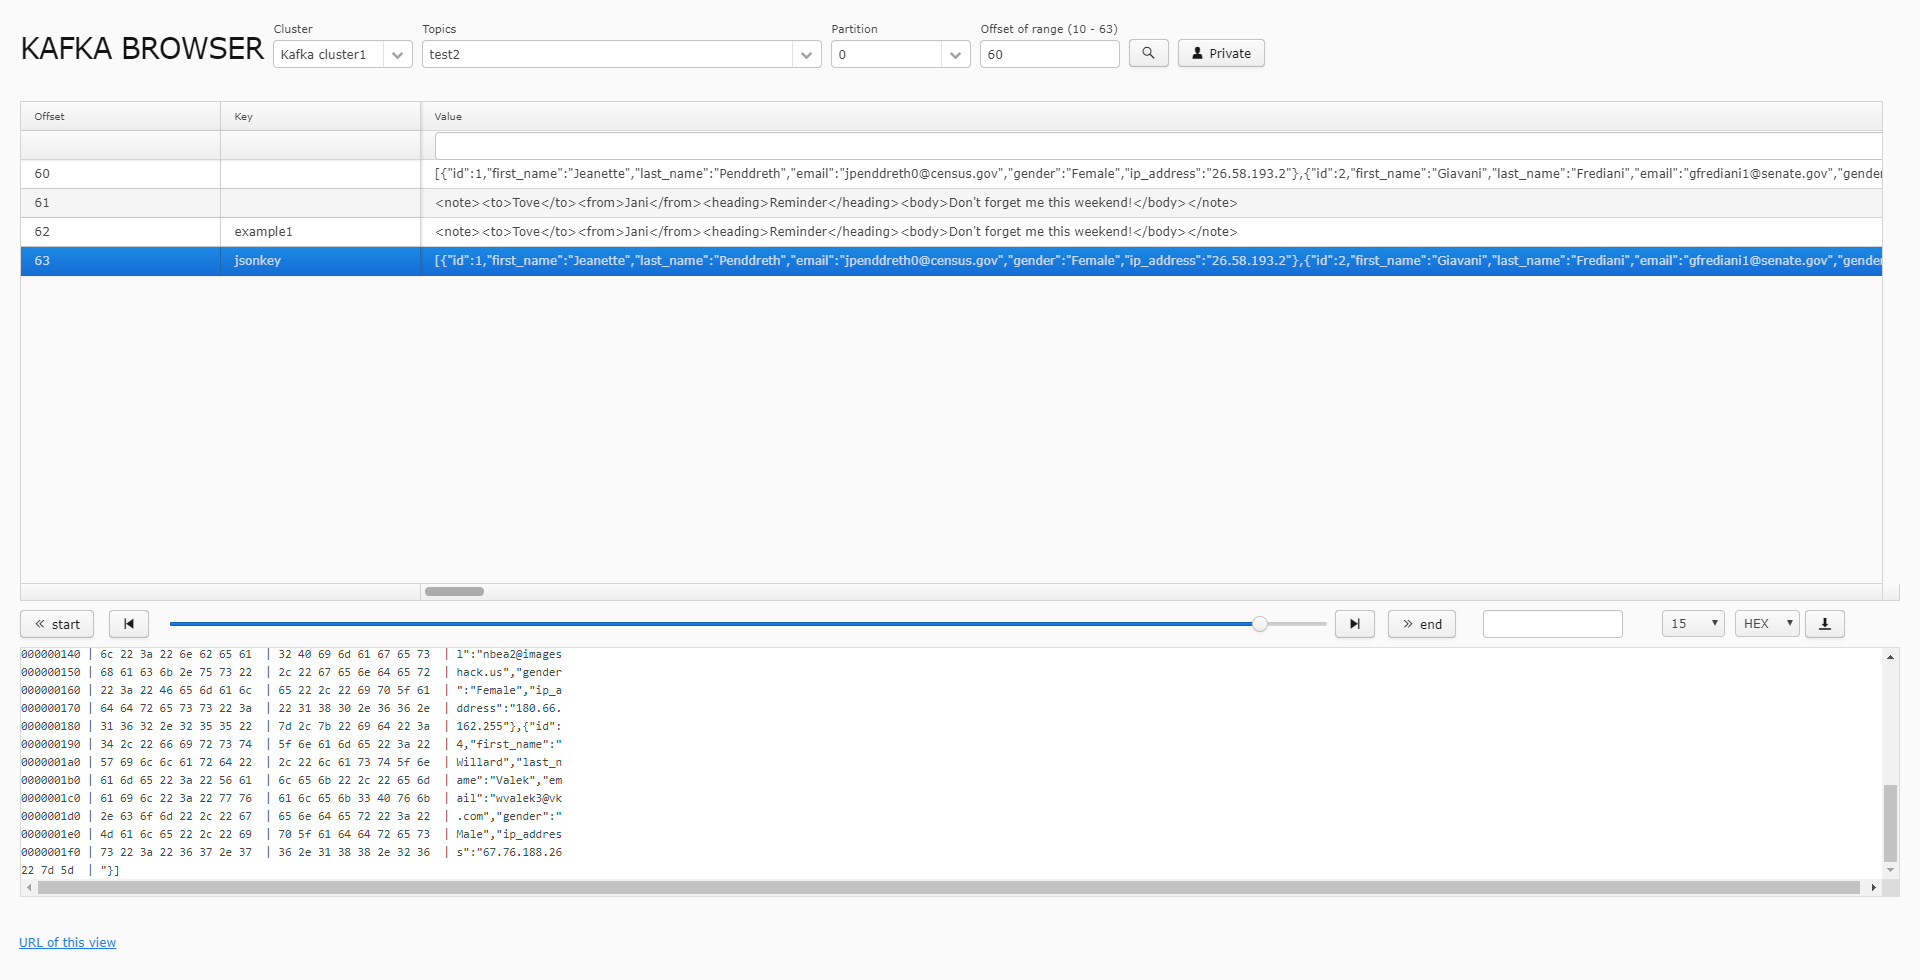 KAFKA BROWSER
Cluster
Kafka cluster1
Topics
test2
Partition
0
Offset of range (10 - 63)
60
Private
Offset Key Value
60 [{"id":1,"first_name":"Jeanette","last_name":"Penddreth","email":"jpenddreth0@census.gov","gender":"Female","ip_address":"26.58.193.2"},{"id":2,"first_name":"Giavani","last_name":"Frediani","email":"gfrediani1@senate.gov","gender
61 <note><to>Tove</to><from>Jani</from><heading>Reminder</heading><body>Don't forget me this weekend!</body></note>
62 example1 <note><to>Tove</to><from>Jani</from><heading>Reminder</heading><body>Don't forget me this weekend!</body></note>
63 jsonkey [{"id":1,"first_name":"Jeanette","last_name":"Penddreth","email":"jpenddreth0@census.gov","gender":"Female","ip_address":"26.58.193.2"},{"id":2,"first_name":"Giavani","last_name":"Frediani","email":"gfrediani1@senate.gov","gende
start
end
15
HEX
000000140 | 6c 22 3a 22 6e 62 65 61 | 32 40 69 6d 61 67 65 73 | l":"nbea2@images
000000150 | 68 61 63 6b 2e 75 73 22 | 2c 22 67 65 6e 64 65 72 | hack.us","gender
000000160 | 22 3a 22 46 65 6d 61 6c | 65 22 2c 22 69 70 5f 61 | ":"Female","ip_a
000000170 | 64 64 72 65 73 73 22 3a | 22 31 38 30 2e 36 36 2e | ddress":"180.66.
000000180 | 31 36 32 2e 32 35 35 22 | 7d 2c 7b 22 69 64 22 3a | 162.255"},{"id":
000000190 | 34 2c 22 66 69 72 73 74 | 5f 6e 61 6d 65 22 3a 22 | 4,"first_name":"
0000001a0 | 57 69 6c 6c 61 72 64 22 | 2c 22 6c 61 73 74 5f 6e | Willard","last_n
0000001b0 | 61 6d 65 22 3a 22 56 61 | 6c 65 6b 22 2c 22 65 6d | ame":"Valek","em
0000001c0 | 61 69 6c 22 3a 22 77 76 | 61 6c 65 6b 33 40 76 6b | ail":"wvalek3@vk
0000001d0 | 2e 63 6f 6d 22 2c 22 67 | 65 6e 64 65 72 22 3a 22 | .com","gender":"
0000001e0 | 4d 61 6c 65 22 2c 22 69 | 70 5f 61 64 64 72 65 73 | Male","ip_addres
0000001f0 | 73 22 3a 22 36 37 2e 37 | 36 2e 31 38 38 2e 32 36 | s":"67.76.188.26
22 7d 5d | "}]
URL of this view